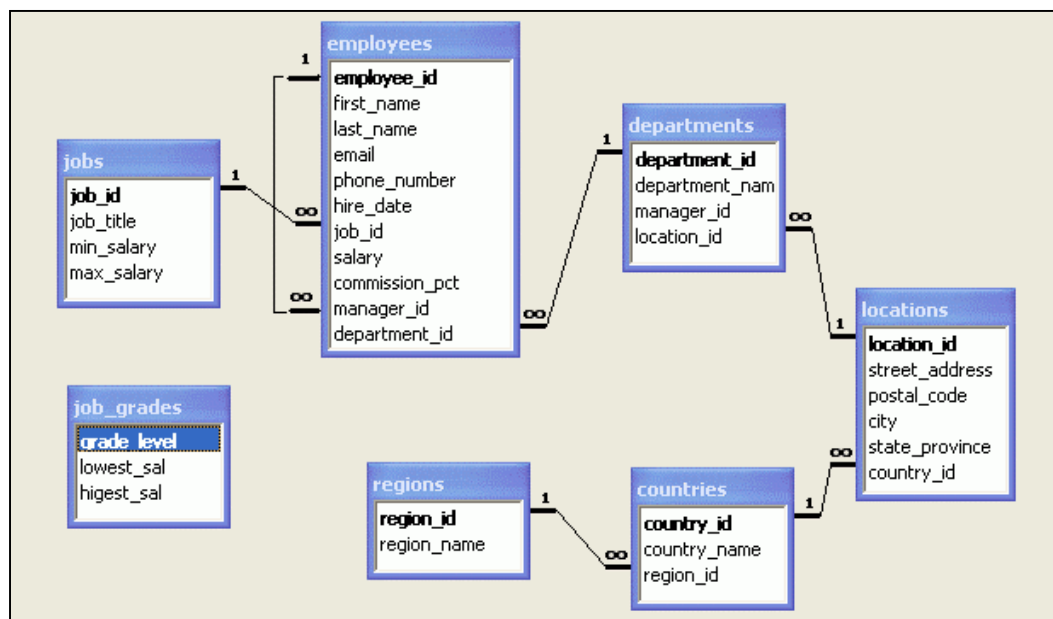 employees
employee_id
first_name
last_name
email
phone_number
hire_date
job_id
salary
commission_pct
manager_id
department_id
1
∞
∞
∞
jobs
job_id
job_title
min_salary
max_salary
1
departments
department_id
department_nam
manager_id
location_id
1
∞
locations
location_id
street_address
postal_code
city
state_province
country_id
1
∞
job_grades
grade_level
lowest_sal
higest_sal
regions
region_id
region_name
1
countries
country_id
country_name
region_id
1
∞